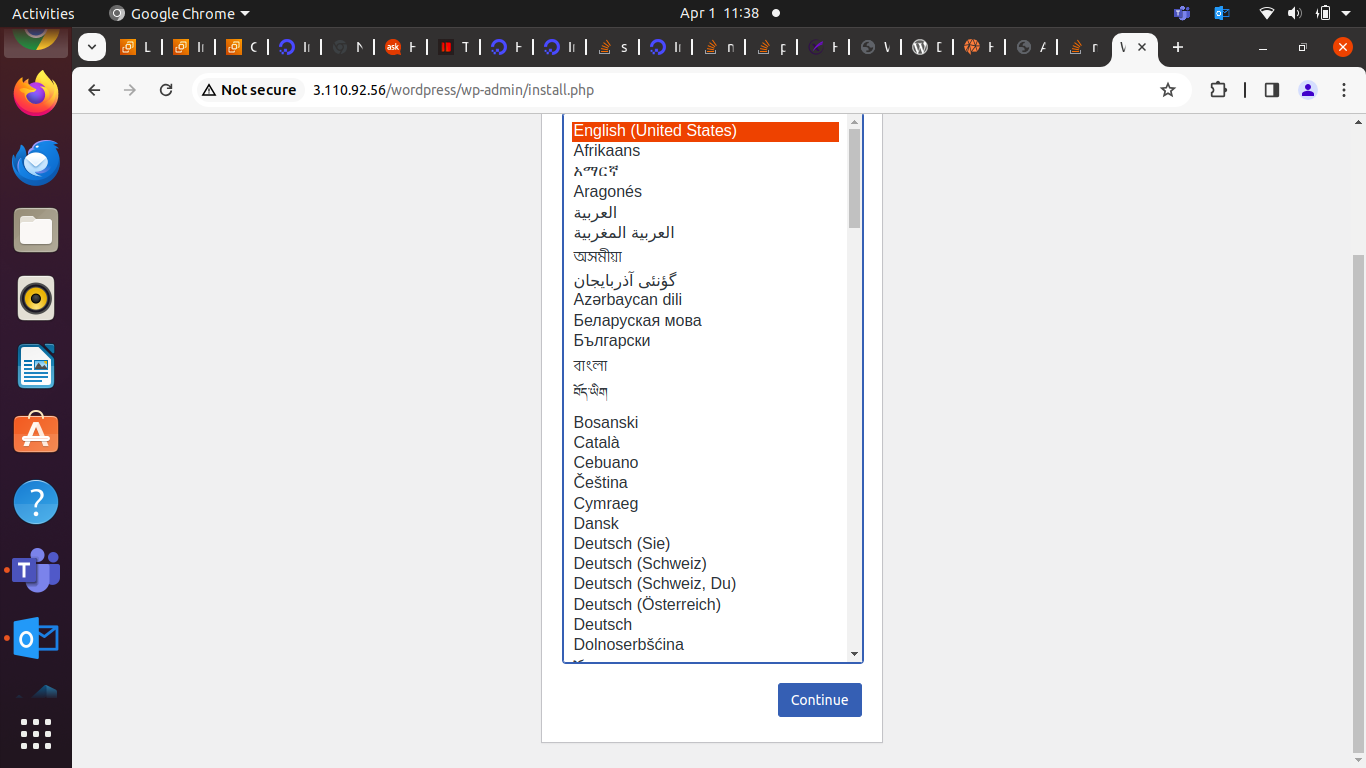 Activities
Google Chrome
Apr 1 11:38
Not secure
3.110.92.56/wordpress/wp-admin/install.php
English (United States)
Afrikaans
አማርኛ
Aragonés
العربية
العربية المغربية
অসমীয়া
گؤنئی آذربایجان
Azərbaycan dili
Беларуская мова
Български
বাংলা
བོད་ཡིག
Bosanski
Català
Cebuano
Čeština
Cymraeg
Dansk
Deutsch (Sie)
Deutsch (Schweiz)
Deutsch (Schweiz, Du)
Deutsch (Österreich)
Deutsch
Dolnoserbšćina
Continue